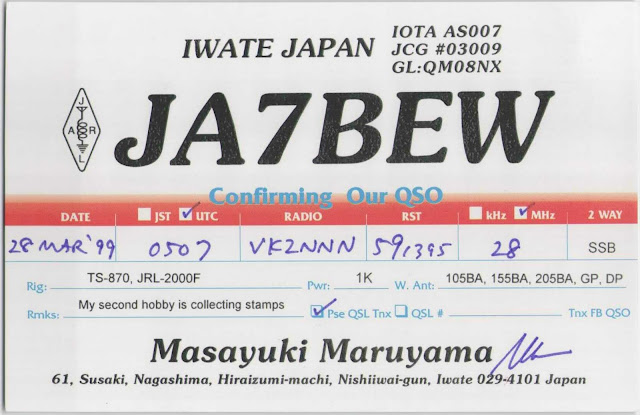 IWATE JAPAN
IOTA AS007
JCG #03009
GL:QM08NX
J
A R
L
JA7BEW
Confirming Our QSO
DATE JST UTC RADIO RST kHz MHz 2 WAY
28 MAR '99 0507 VK2NNN 59,1395 28 SSB
Rig: TS-870, JRL-2000F Pwr: 1K W. Ant: 105BA, 155BA, 205BA, GP, DP
Rmks: My second hobby is collecting stamps Pse QSL Tnx QSL # Tnx FB QSO
Masayuki Maruyama
61, Susaki, Nagashima, Hiraizumi-machi, Nishiiwai-gun, Iwate 029-4101 Japan